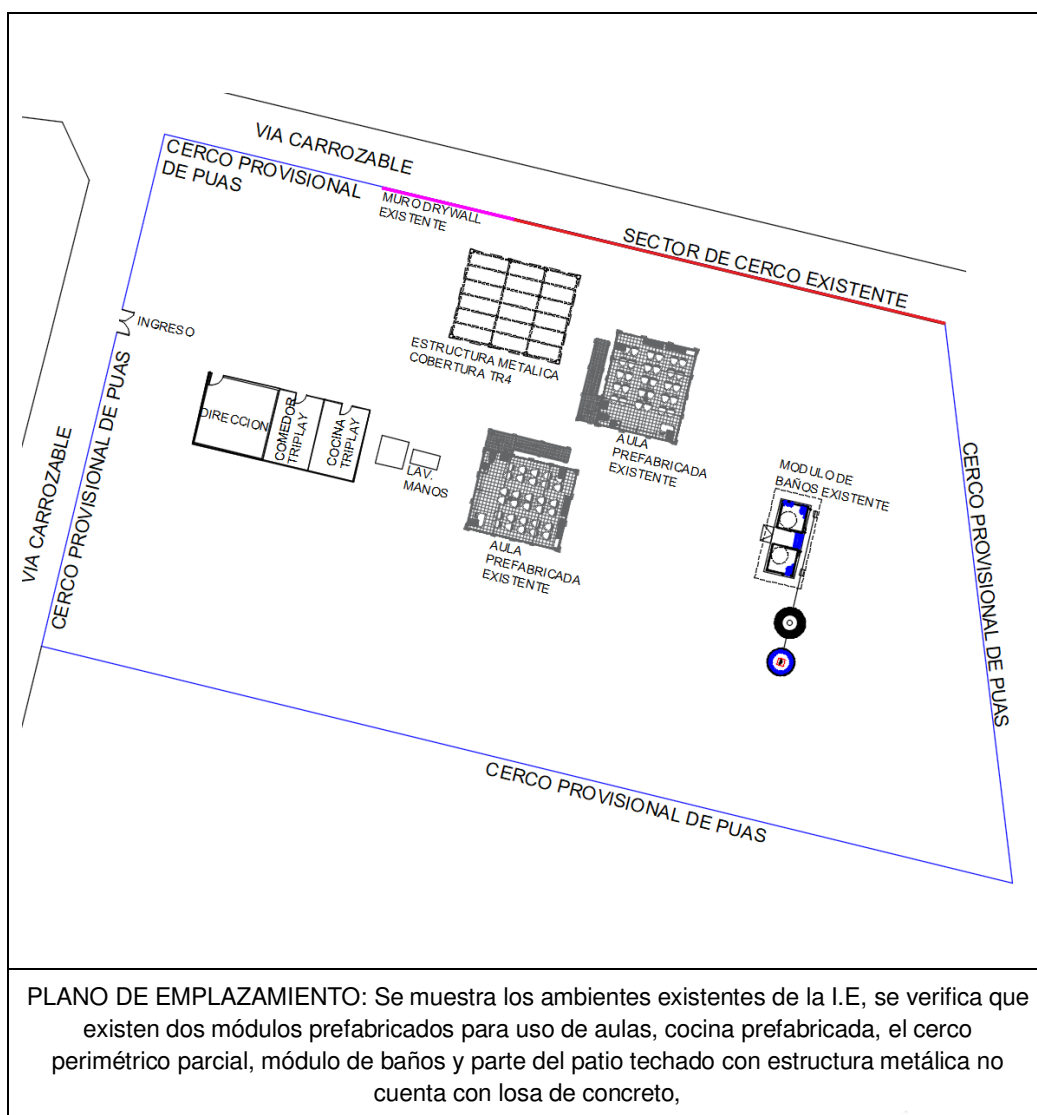 VIA CARROZABLE
CERCO PROVISIONAL
DE PUAS
MURO DRYWALL
EXISTENTE
SECTOR DE CERCO EXISTENTE
INGRESO
ESTRUCTURA METALICA
COBERTURA TR4
DIRECCION
COMEDOR
TRIPLAY
COCINA
TRIPLAY
LAV.
MANOS
AULA
PREFABRICADA
EXISTENTE
AULA
PREFABRICADA
EXISTENTE
MODULO DE
BAÑOS EXISTENTE
VIA CARROZABLE
CERCO PROVISIONAL DE PUAS
CERCO PROVISIONAL DE PUAS
CERCO PROVISIONAL DE PUAS
PLANO DE EMPLAZAMIENTO: Se muestra los ambientes existentes de la I.E, se verifica que
existen dos módulos prefabricados para uso de aulas, cocina prefabricada, el cerco
perimétrico parcial, módulo de baños y parte del patio techado con estructura metálica no
cuenta con losa de concreto,